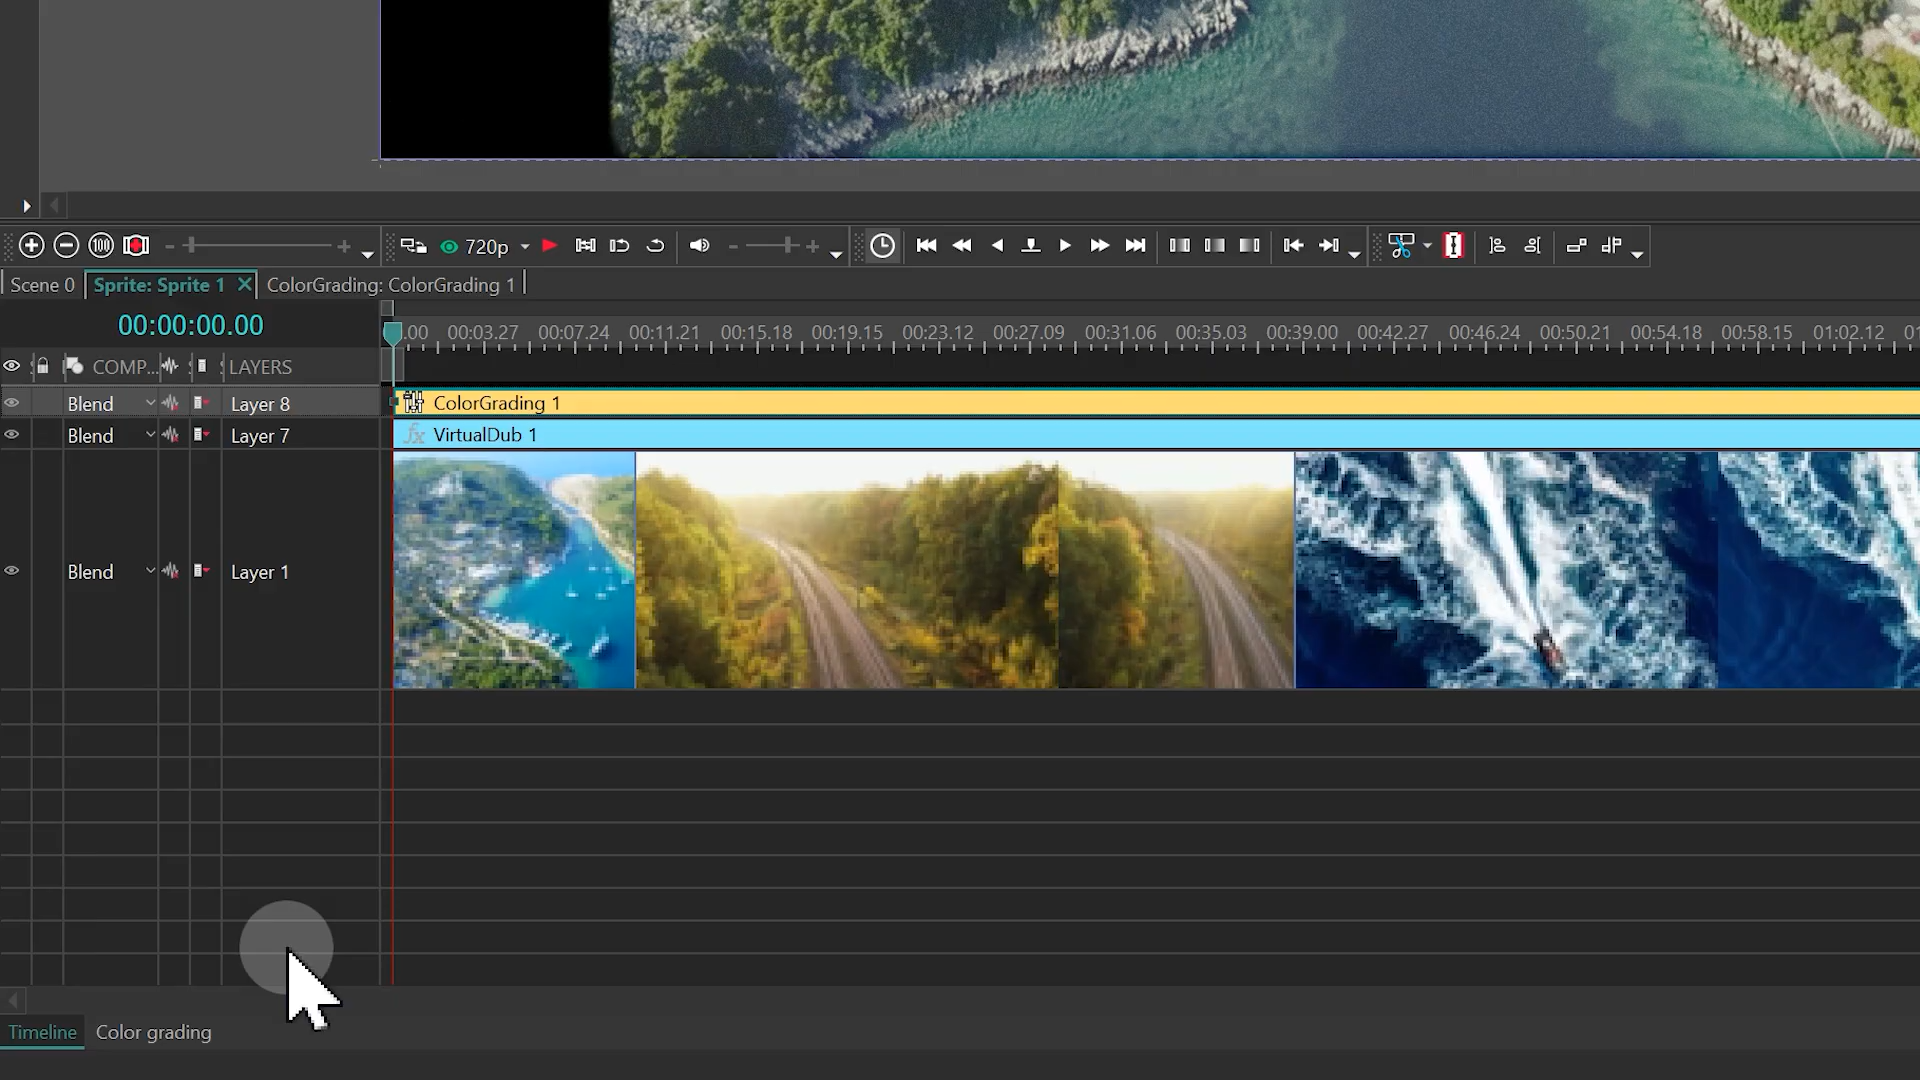 100 720p
Scene 0 Sprite: Sprite 1 ColorGrading: ColorGrading 1
00:00:00.00
.00 00:03.27 00:07.24 00:11.21 00:15.18 00:19.15 00:23.12 00:27.09 00:31.06 00:35.03 00:39.00 00:42.27 00:46.24 00:50.21 00:54.18 00:58.15 01:02.12
COMP... LAYERS
Blend Layer 8 ColorGrading 1
Blend Layer 7 fx VirtualDub 1
Blend Layer 1
Timeline Color grading